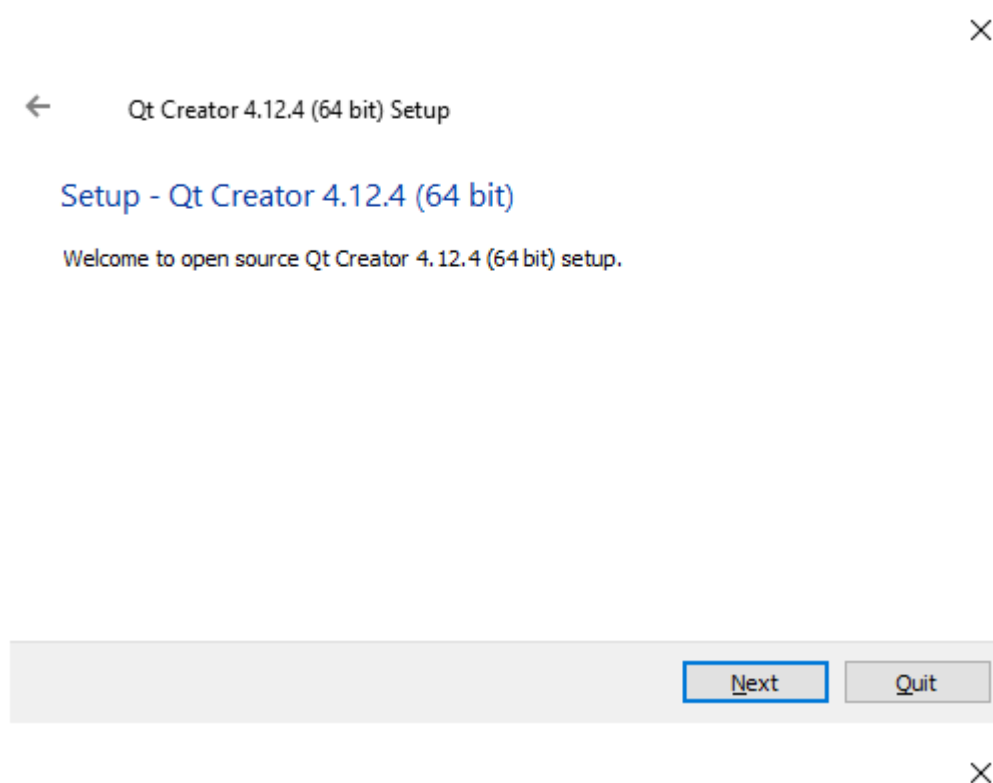 Qt Creator 4.12.4 (64 bit) Setup
Setup - Qt Creator 4.12.4 (64 bit)
Welcome to open source Qt Creator 4.12.4 (64 bit) setup.
Next Quit